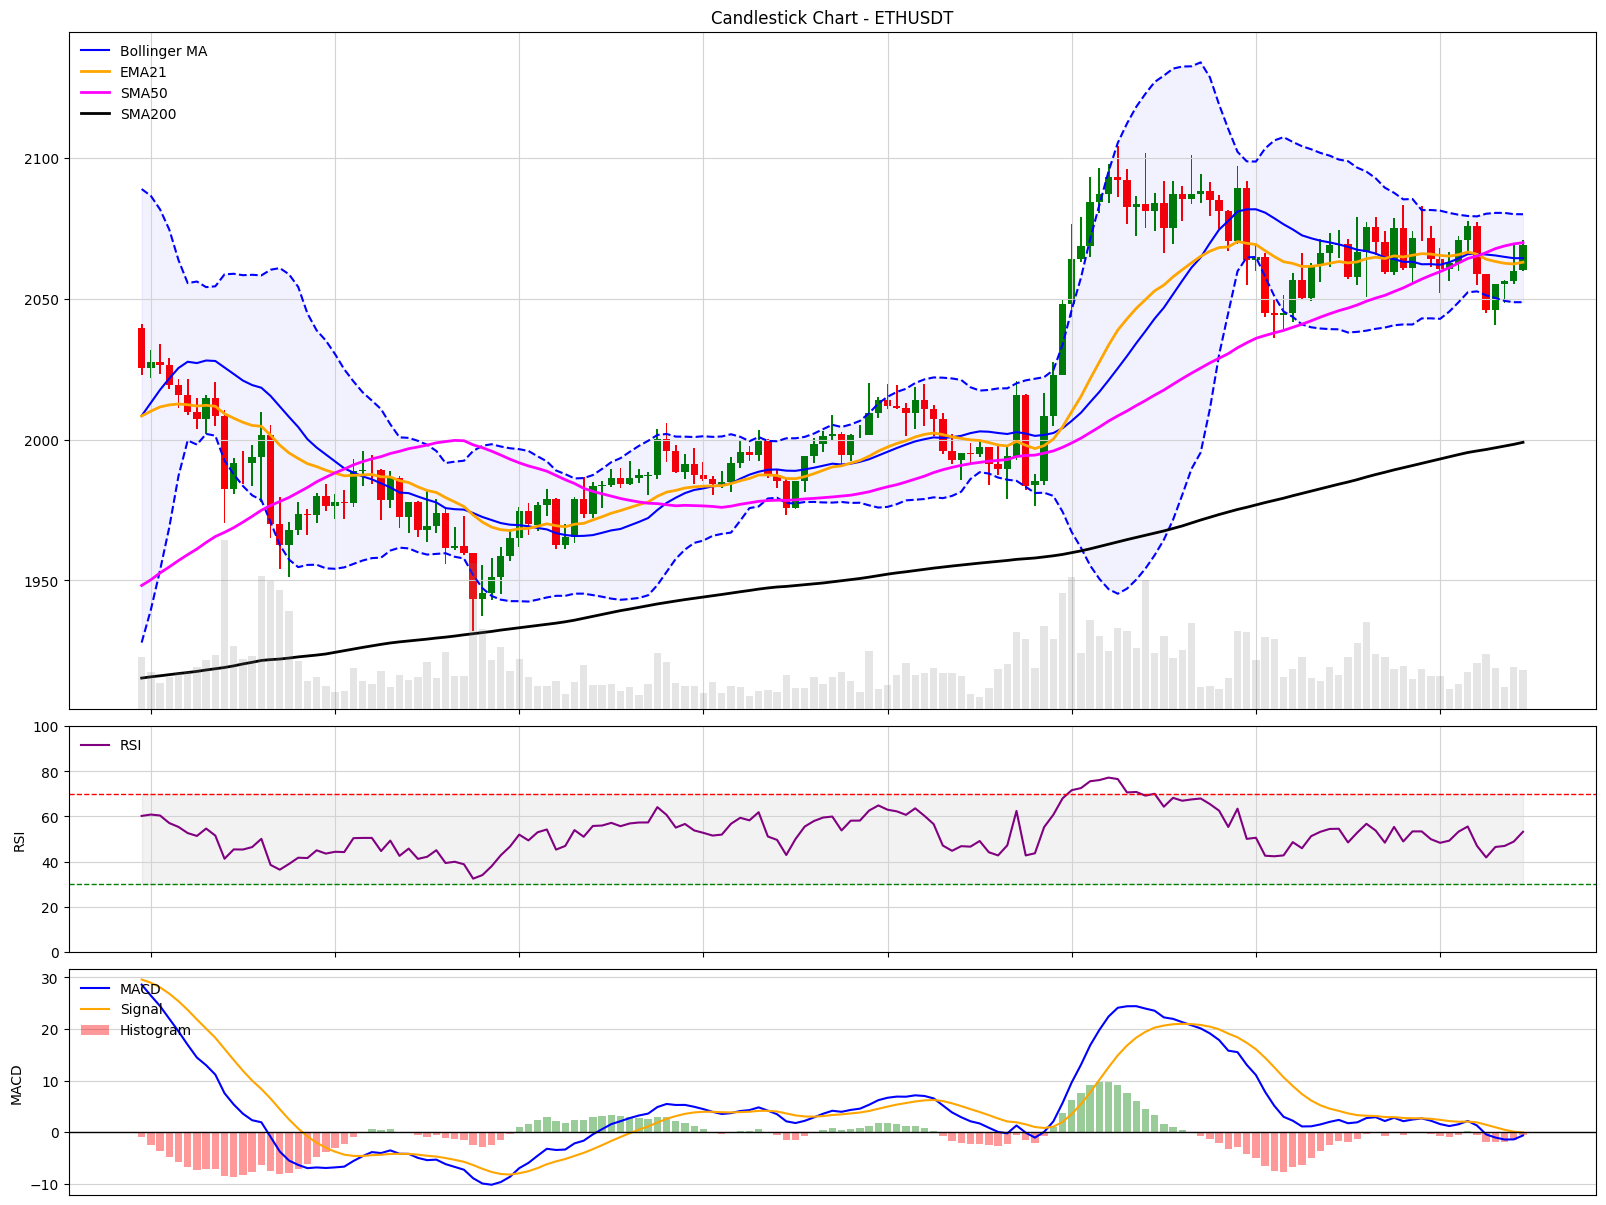 Candlestick Chart - ETHUSDT
Bollinger MA
EMA21
SMA50
SMA200
2100
2050
2000
1950
RSI
100
80
60
40
20
0
RSI
MACD
Signal
Histogram
30
20
10
0
−10
MACD